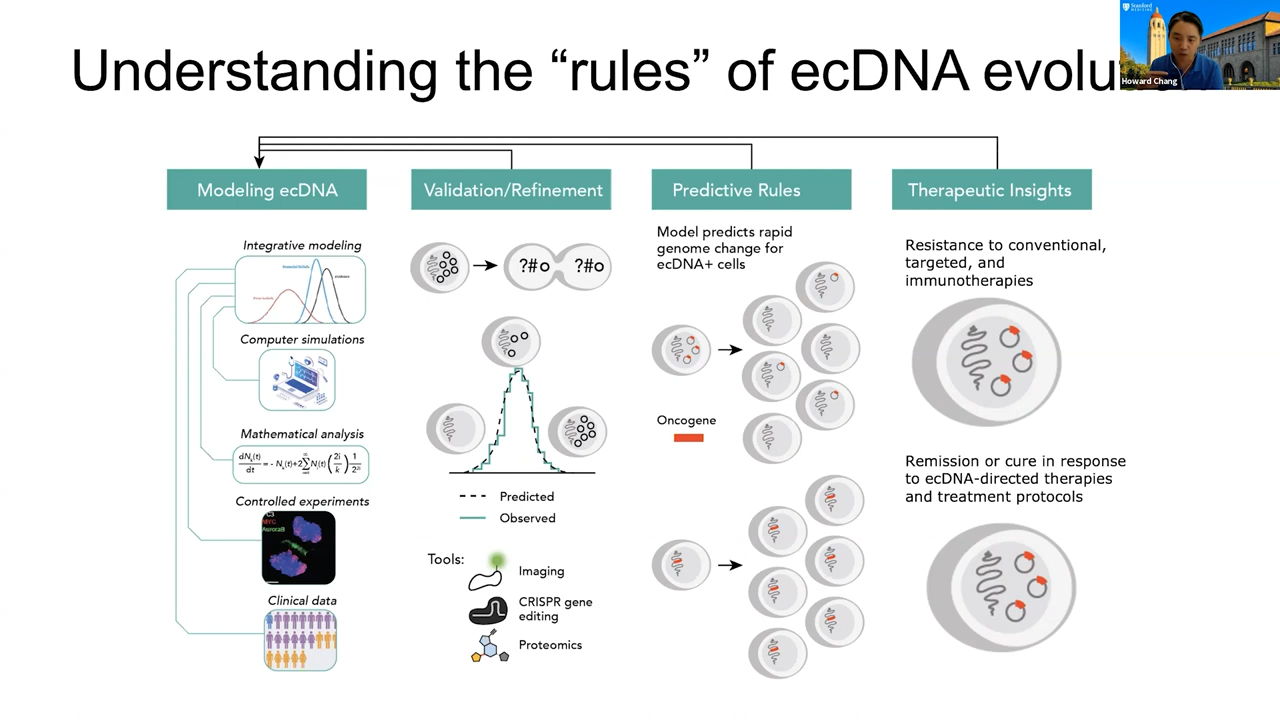 Understanding the “rules” of ecDNA evolu
Stanford
MEDICINE
Howard Chang
Modeling ecDNA
Validation/Refinement
Predictive Rules
Therapeutic Insights
Integrative modeling
Computer simulations
Mathematical analysis
Controlled experiments
MYC
AuroraB
Clinical data
?#o
?#o
Predicted
Observed
Tools:
Imaging
CRISPR gene
editing
Proteomics
Model predicts rapid
genome change for
ecDNA+ cells
Oncogene
Resistance to conventional,
targeted, and
immunotherapies
Remission or cure in response
to ecDNA-directed therapies
and treatment protocols